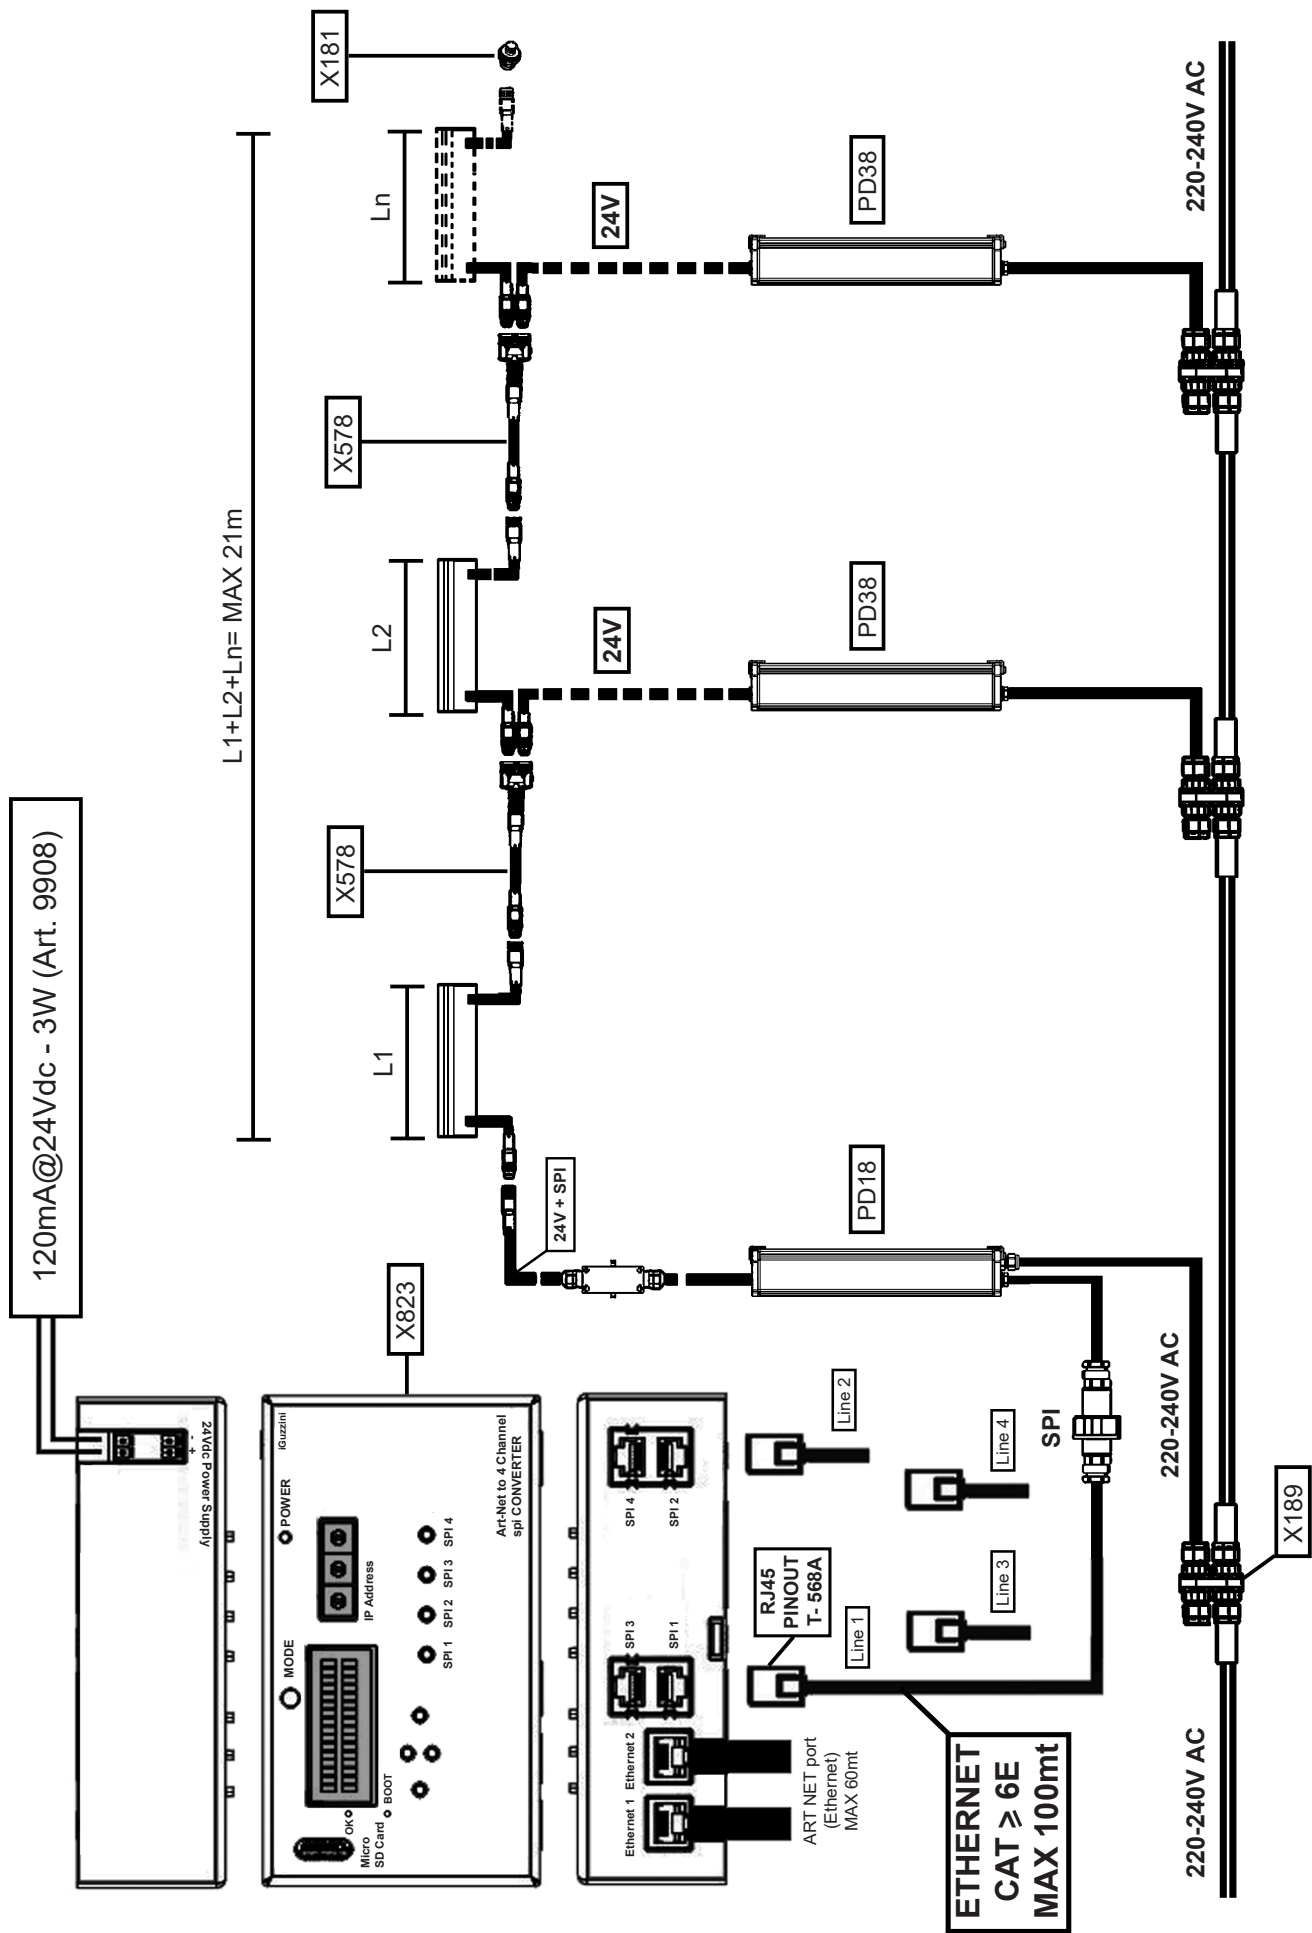 120mA@24Vdc - 3W (Art. 9908)
24Vdc Power Supply
- +
X823
iGuzzini
POWER
MODE
IP Address
OK
BOOT
Micro
SD Card
SPI 1 SPI 2 SPI 3 SPI 4
Art-Net to 4 Channel
spi CONVERTER
Ethernet 1
Ethernet 2
SPI 3
SPI 1
SPI 4
SPI 2
ART NET port
(Ethernet)
MAX 60mt
RJ45
PINOUT
T- 568A
Line 1
Line 2
Line 3
Line 4
ETHERNET
CAT ⩾ 6E
MAX 100mt
SPI
220-240V AC
220-240V AC
X189
L1+L2+Ln= MAX 21m
L1
L2
Ln
X578
X578
X181
24V + SPI
24V
24V
PD18
PD38
PD38
220-240V AC